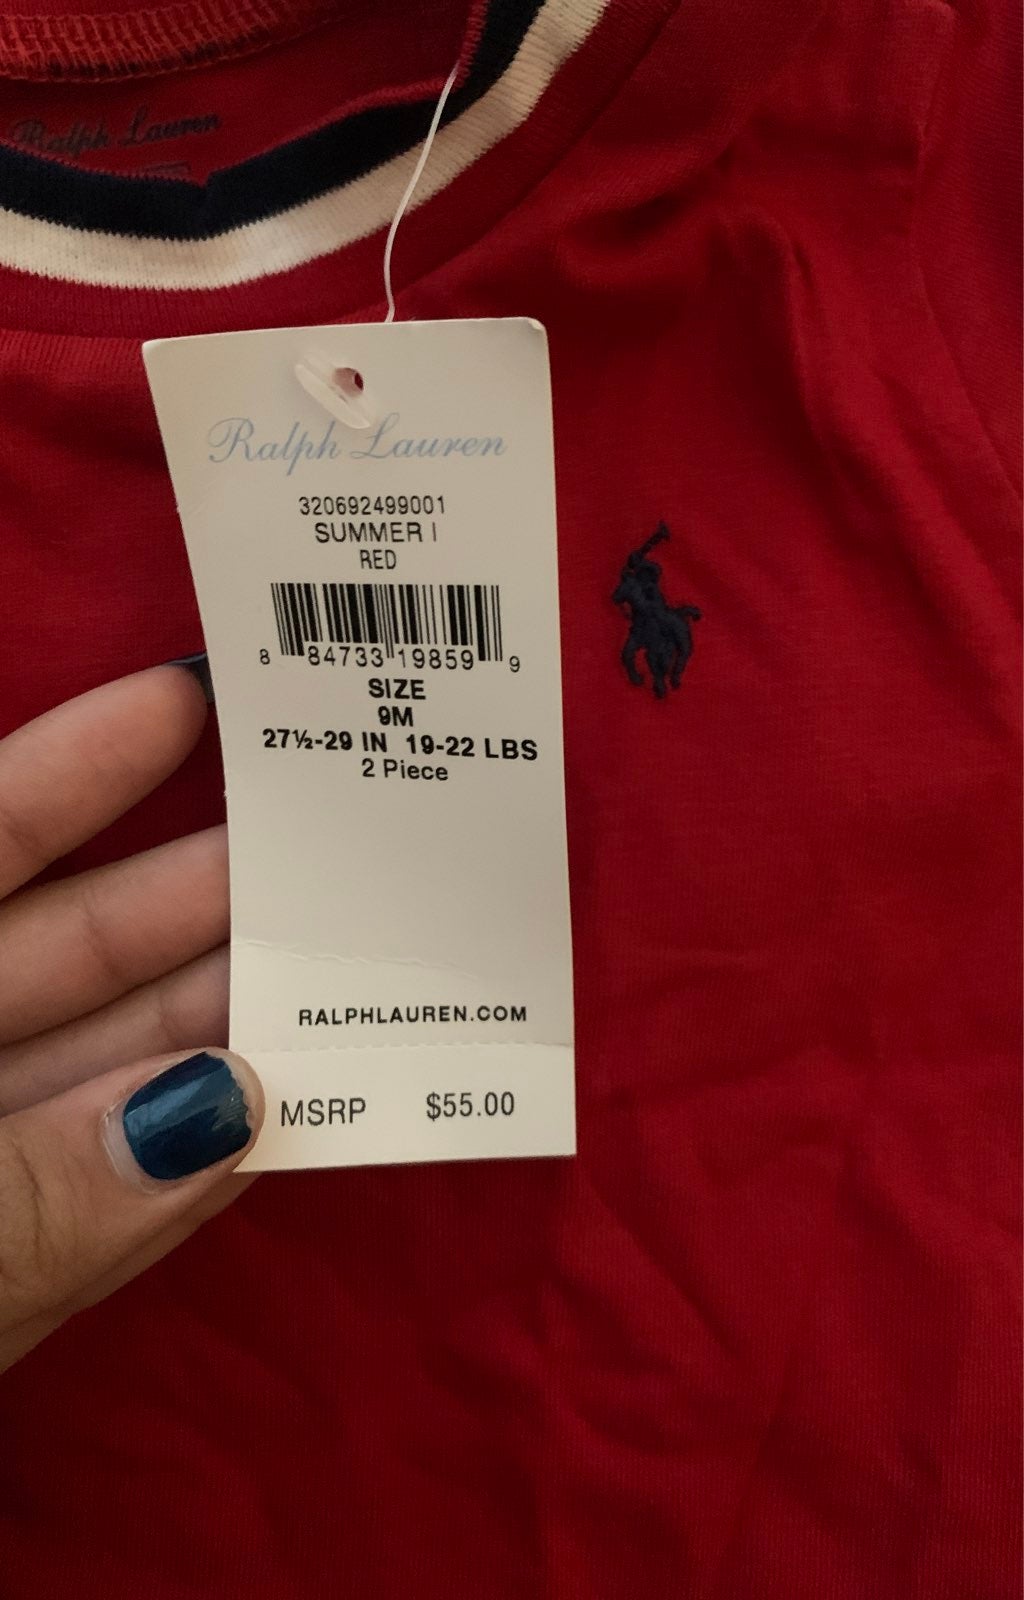 Ralph Lauren
Ralph Lauren
320692499001
SUMMER I
RED
8 84733 19859 9
SIZE
9M
27½-29 IN 19-22 LBS
2 Piece
RALPHLAUREN.COM
MSRP $55.00